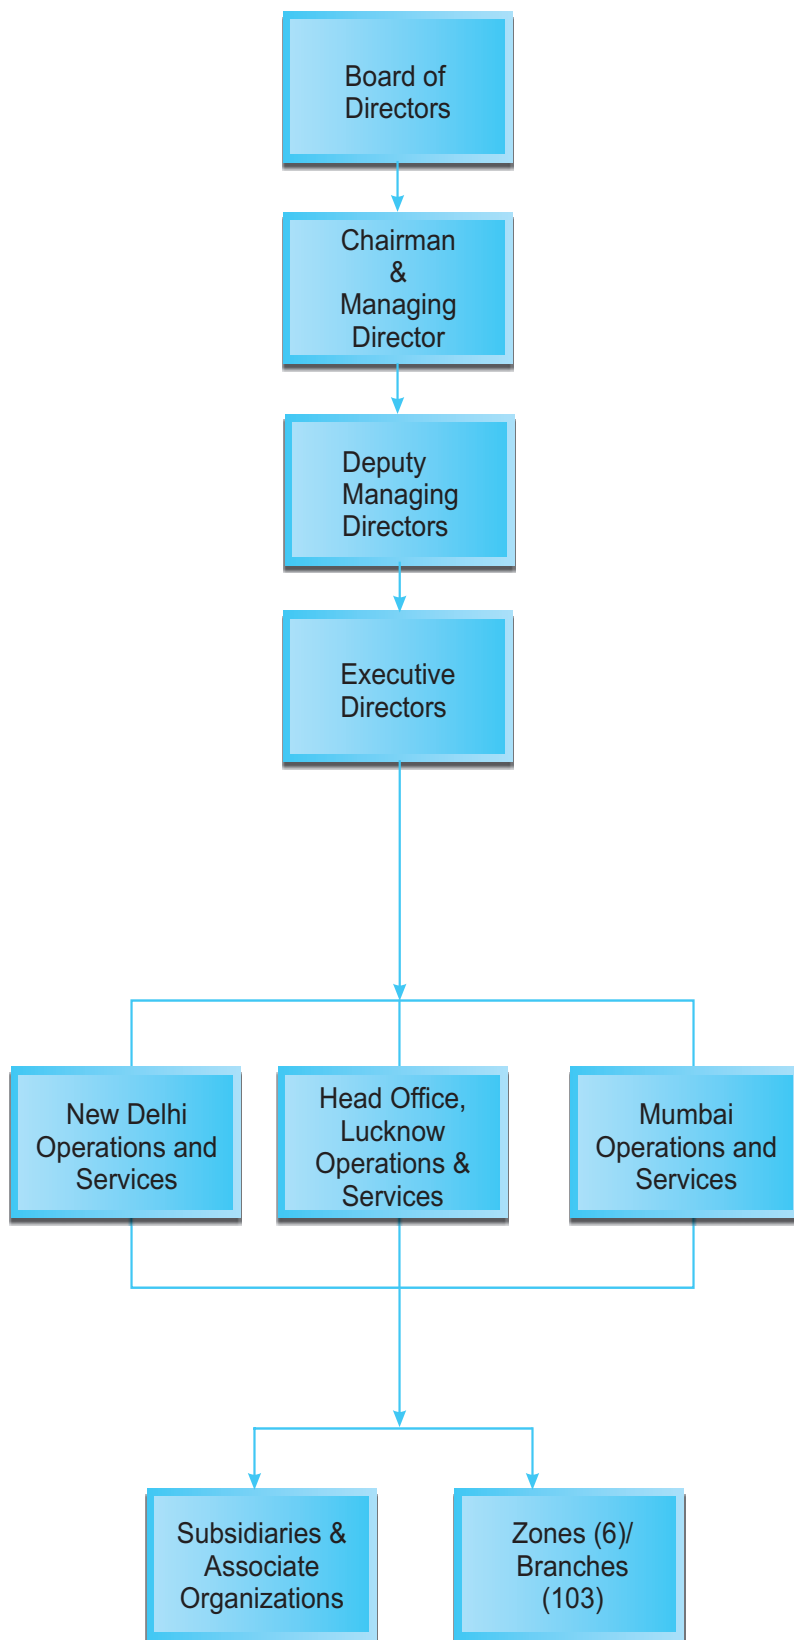 Board of
Directors
Chairman
&
Managing
Director
Deputy
Managing
Directors
Executive
Directors
New Delhi
Operations and
Services
Head Office,
Lucknow
Operations &
Services
Mumbai
Operations and
Services
Subsidiaries &
Associate
Organizations
Zones (6)/
Branches
(103)